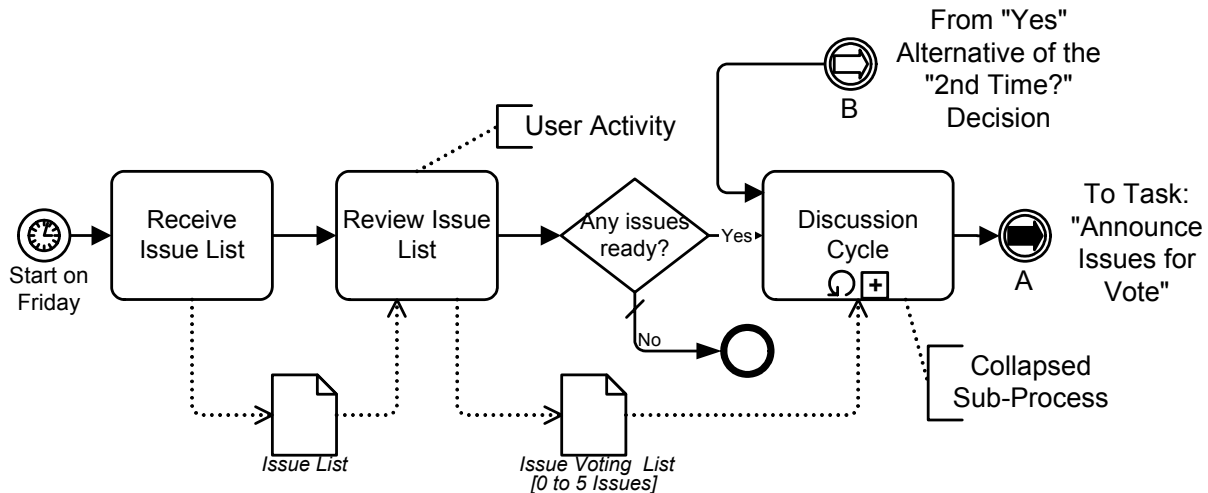 From "Yes"
Alternative of the
"2nd Time?"
Decision
B
User Activity
Start on
Friday
Receive
Issue List
Review Issue
List
Any issues
ready?
Yes
No
Discussion
Cycle
A
To Task:
"Announce
Issues for
Vote"
Collapsed
Sub-Process
Issue List
Issue Voting List
[0 to 5 Issues]